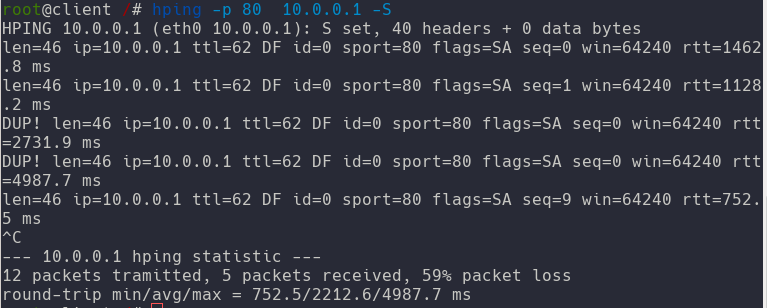 root@client /# hping -p 80  10.0.0.1 -S
HPING 10.0.0.1 (eth0 10.0.0.1): S set, 40 headers + 0 data bytes
len=46 ip=10.0.0.1 ttl=62 DF id=0 sport=80 flags=SA seq=0 win=64240 rtt=1462
.8 ms
len=46 ip=10.0.0.1 ttl=62 DF id=0 sport=80 flags=SA seq=1 win=64240 rtt=1128
.2 ms
DUP! len=46 ip=10.0.0.1 ttl=62 DF id=0 sport=80 flags=SA seq=0 win=64240 rtt
=2731.9 ms
DUP! len=46 ip=10.0.0.1 ttl=62 DF id=0 sport=80 flags=SA seq=0 win=64240 rtt
=4987.7 ms
len=46 ip=10.0.0.1 ttl=62 DF id=0 sport=80 flags=SA seq=9 win=64240 rtt=752.
5 ms
^C
--- 10.0.0.1 hping statistic ---
12 packets tramitted, 5 packets received, 59% packet loss
round-trip min/avg/max = 752.5/2212.6/4987.7 ms